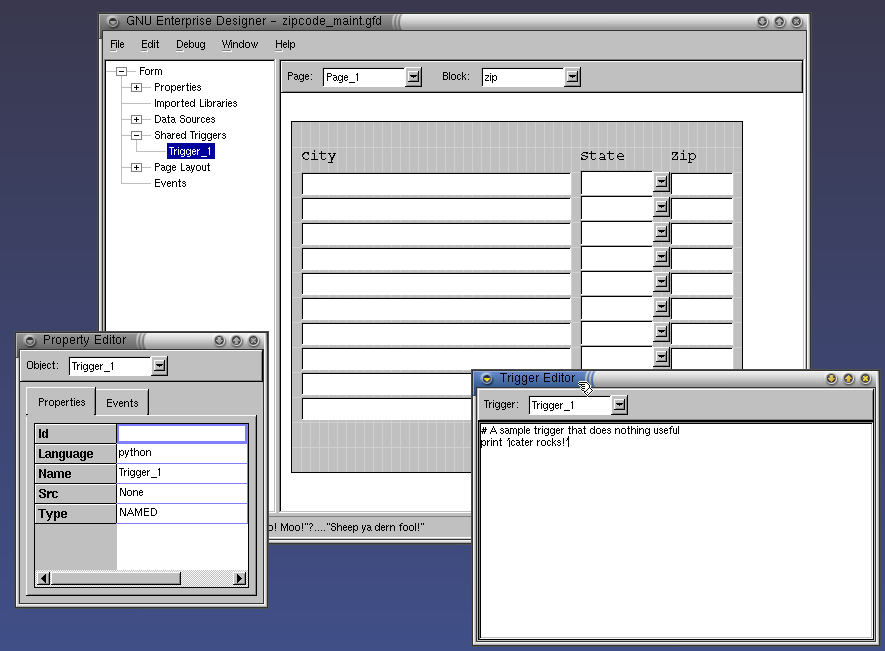 GNU Enterprise Designer - zipcode_maint.gfd
File Edit Debug Window Help
Form
Properties
Imported Libraries
Data Sources
Shared Triggers
Trigger_1
Page Layout
Events
Page: Page_1 Block: zip
city state zip
o! Moo!"?...."Sheep ya dern fool!"
Property Editor
Object: Trigger_1
Properties Events
Id
Language python
Name Trigger_1
Src None
Type NAMED
Trigger Editor
Trigger: Trigger_1
# A sample trigger that does nothing useful
print 'jcater rocks!'